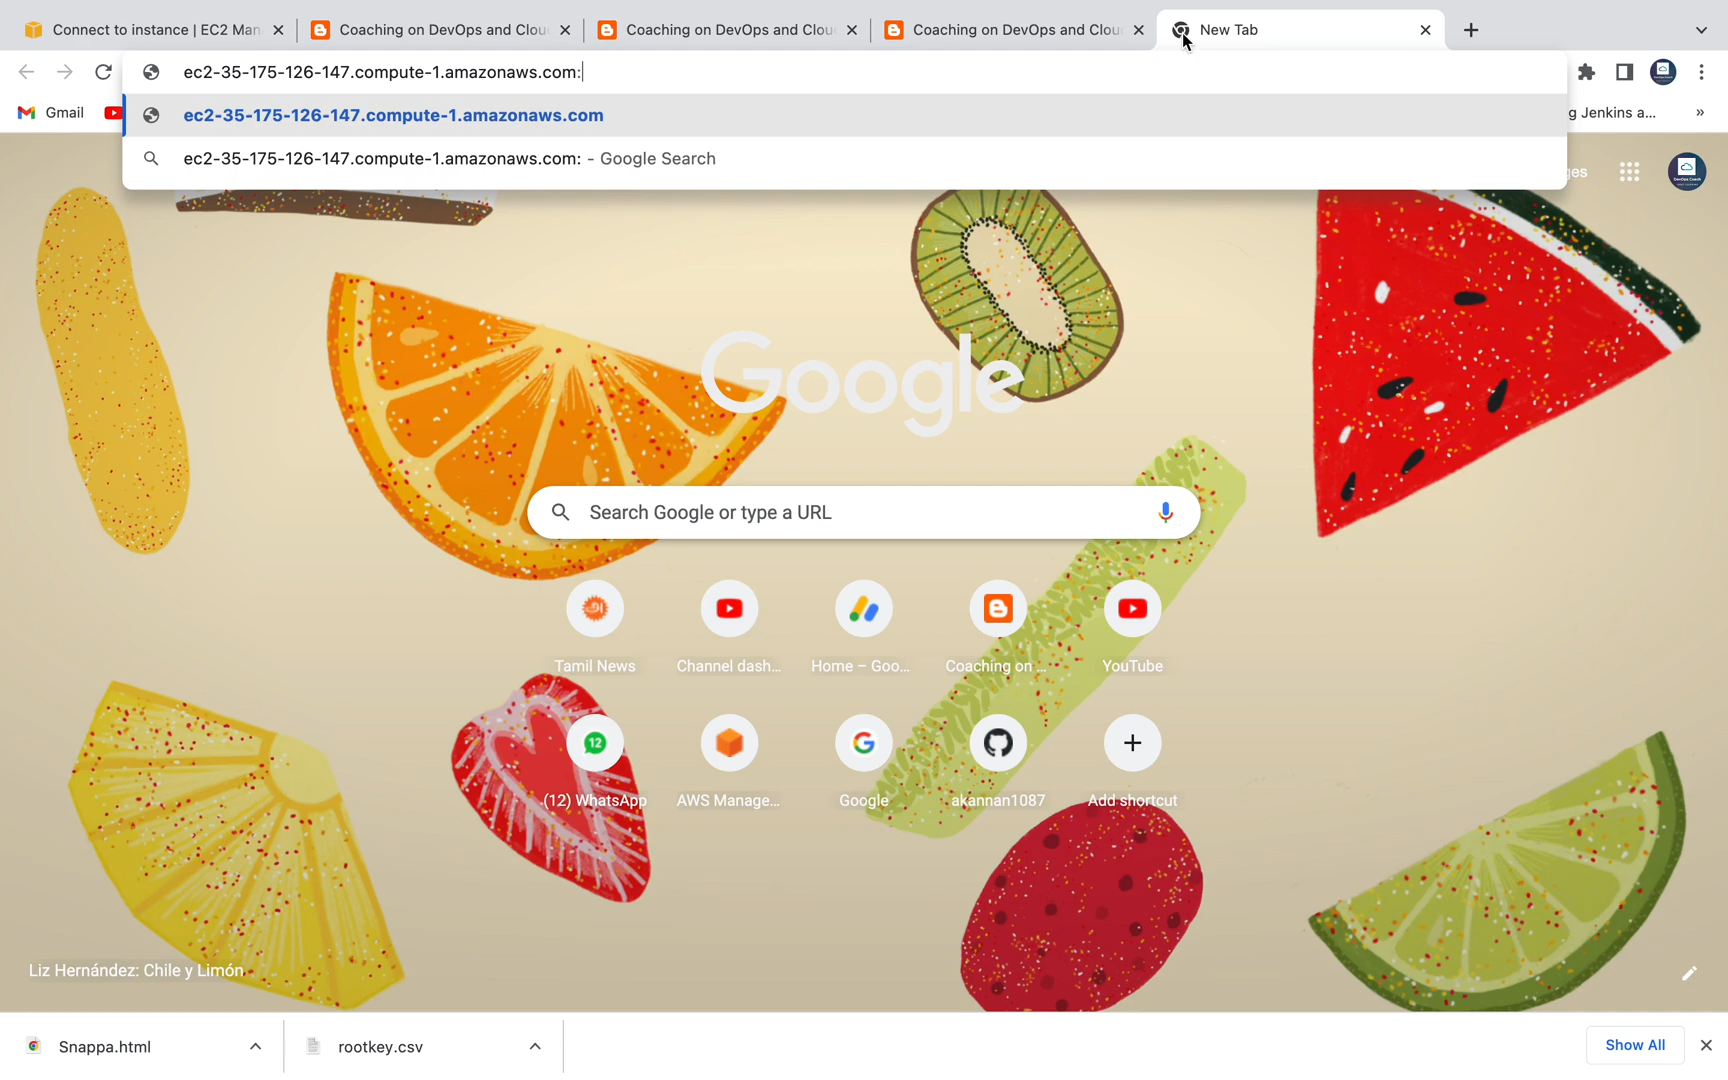 Connect to instance | EC2 Man
Coaching on DevOps and Clou
Coaching on DevOps and Clou
Coaching on DevOps and Clou
New Tab
ec2-35-175-126-147.compute-1.amazonaws.com:
Gmail
ec2-35-175-126-147.compute-1.amazonaws.com
g Jenkins a...
»
ec2-35-175-126-147.compute-1.amazonaws.com: - Google Search
ges
Google
Search Google or type a URL
Tamil News
Channel dash...
Home – Goo...
Coaching on ...
YouTube
12
(12) WhatsApp
AWS Manage...
Google
akannan1087
Add shortcut
Liz Hernández: Chile y Limón
Snappa.html
rootkey.csv
Show All